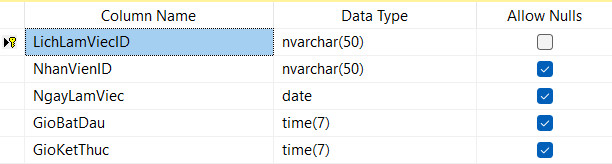 Column Name Data Type Allow Nulls
LichLamViecID nvarchar(50)
NhanVienID nvarchar(50)
NgayLamViec date
GioBatDau time(7)
GioKetThuc time(7)